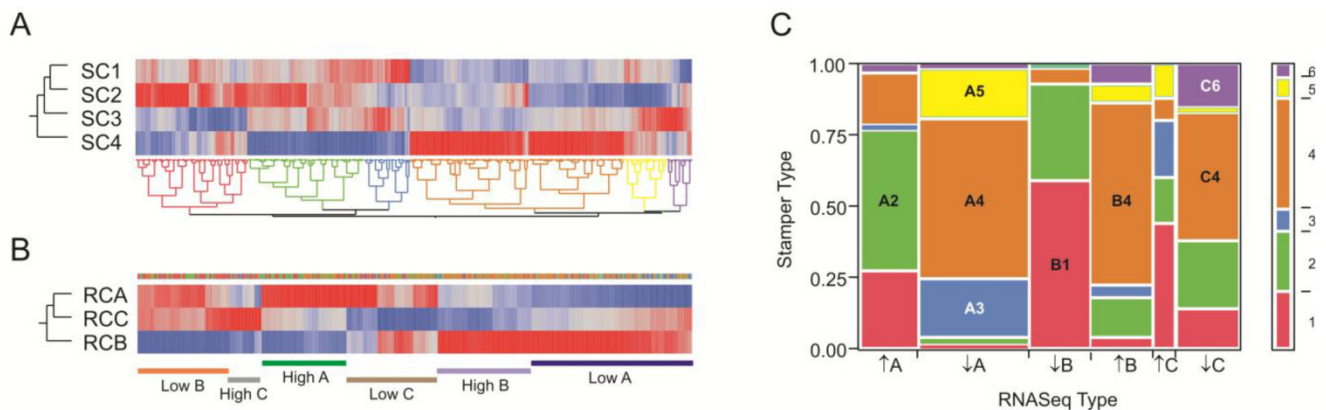 A
SC1
SC2
SC3
SC4
B
RCA
RCC
RCB
Low B
High C
High A
Low C
High B
Low A
C
Stamper Type
1.00
0.75
0.50
0.25
0.00
A2
A5
A4
A3
B1
B4
C6
C4
↑A
↓A
↓B
↑B
↑C
↓C
RNASeq Type
6
5
4
3
2
1